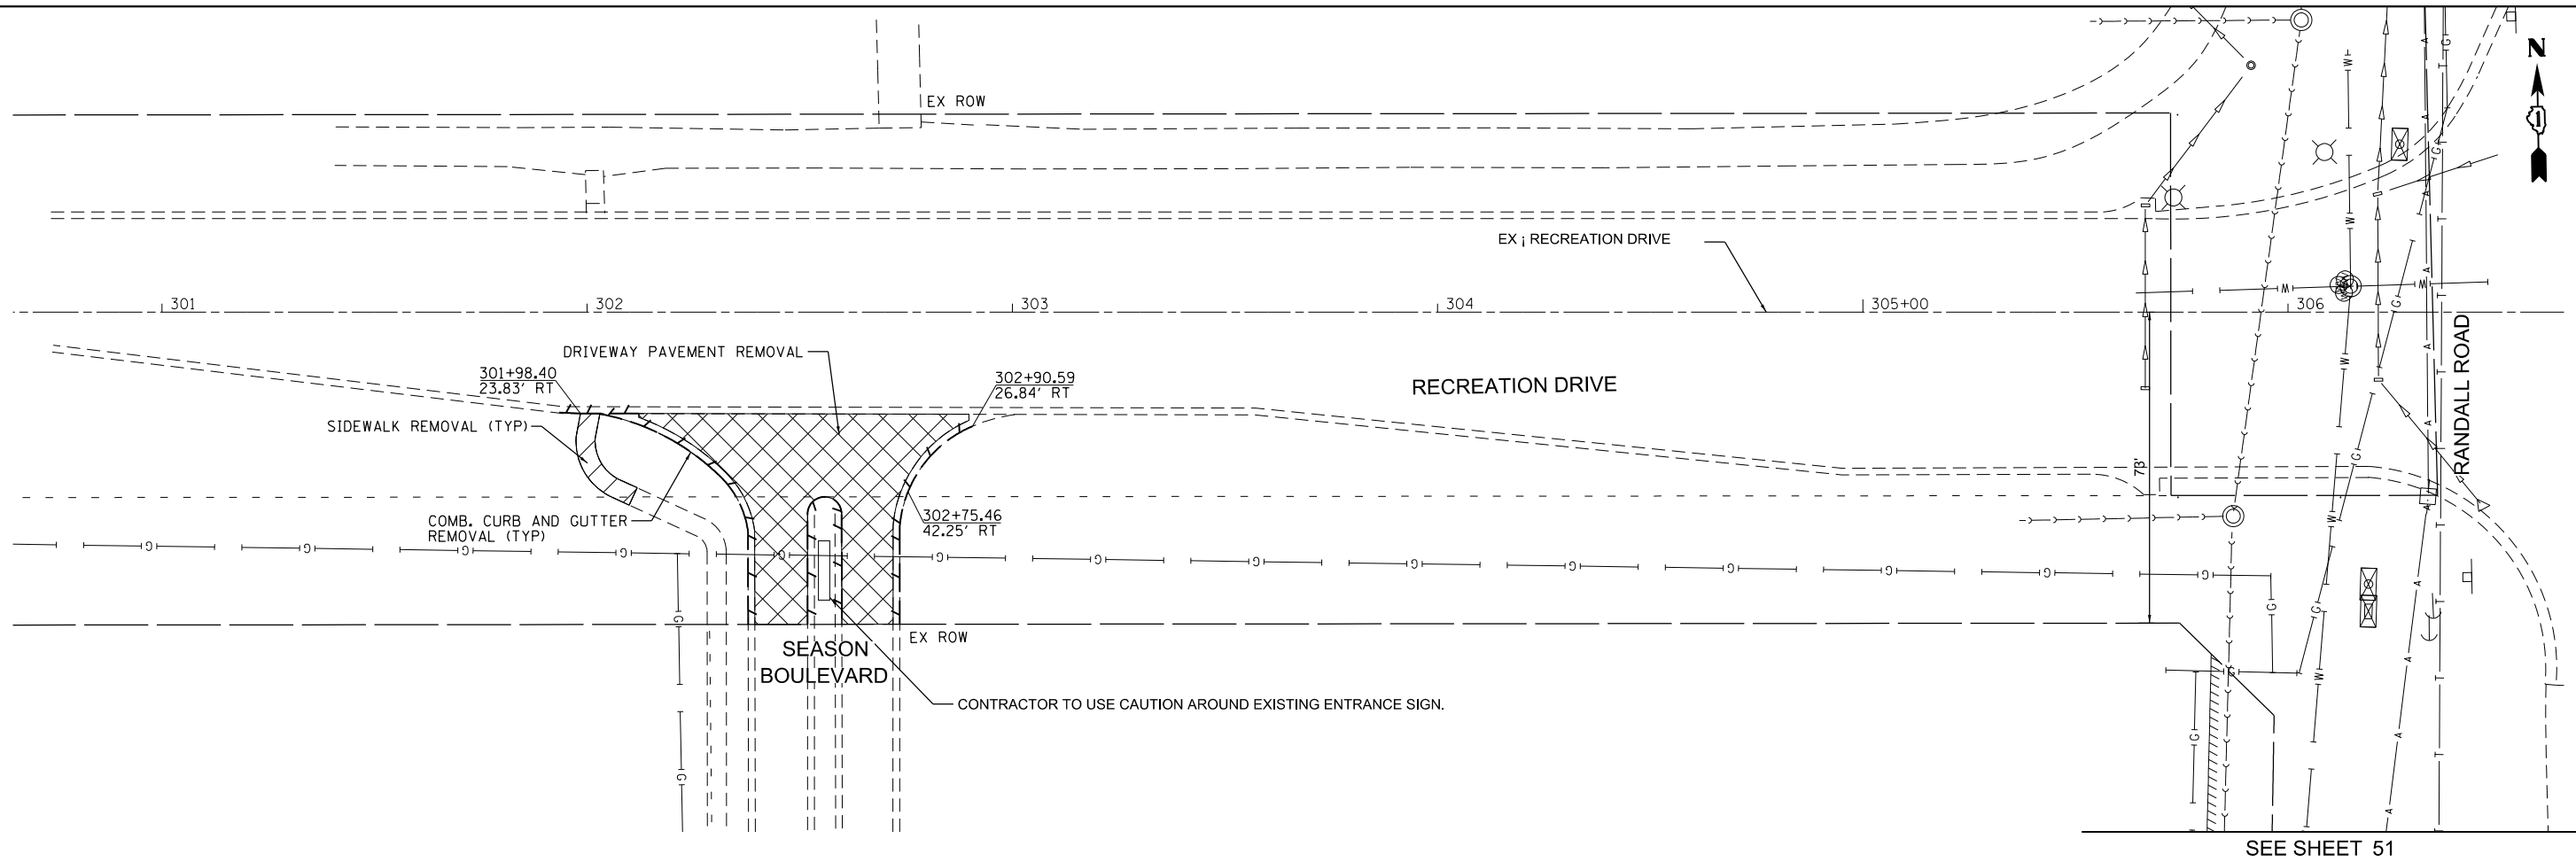 N
1
EX ROW
EX ¡ RECREATION DRIVE
301
302
303
304
305+00
306
DRIVEWAY PAVEMENT REMOVAL
301+98.40
23.83' RT
302+90.59
26.84' RT
RECREATION DRIVE
RANDALL ROAD
SIDEWALK REMOVAL (TYP)
73'
COMB. CURB AND GUTTER
REMOVAL (TYP)
302+75.46
42.25' RT
EX ROW
SEASON
BOULEVARD
CONTRACTOR TO USE CAUTION AROUND EXISTING ENTRANCE SIGN.
SEE SHEET 51